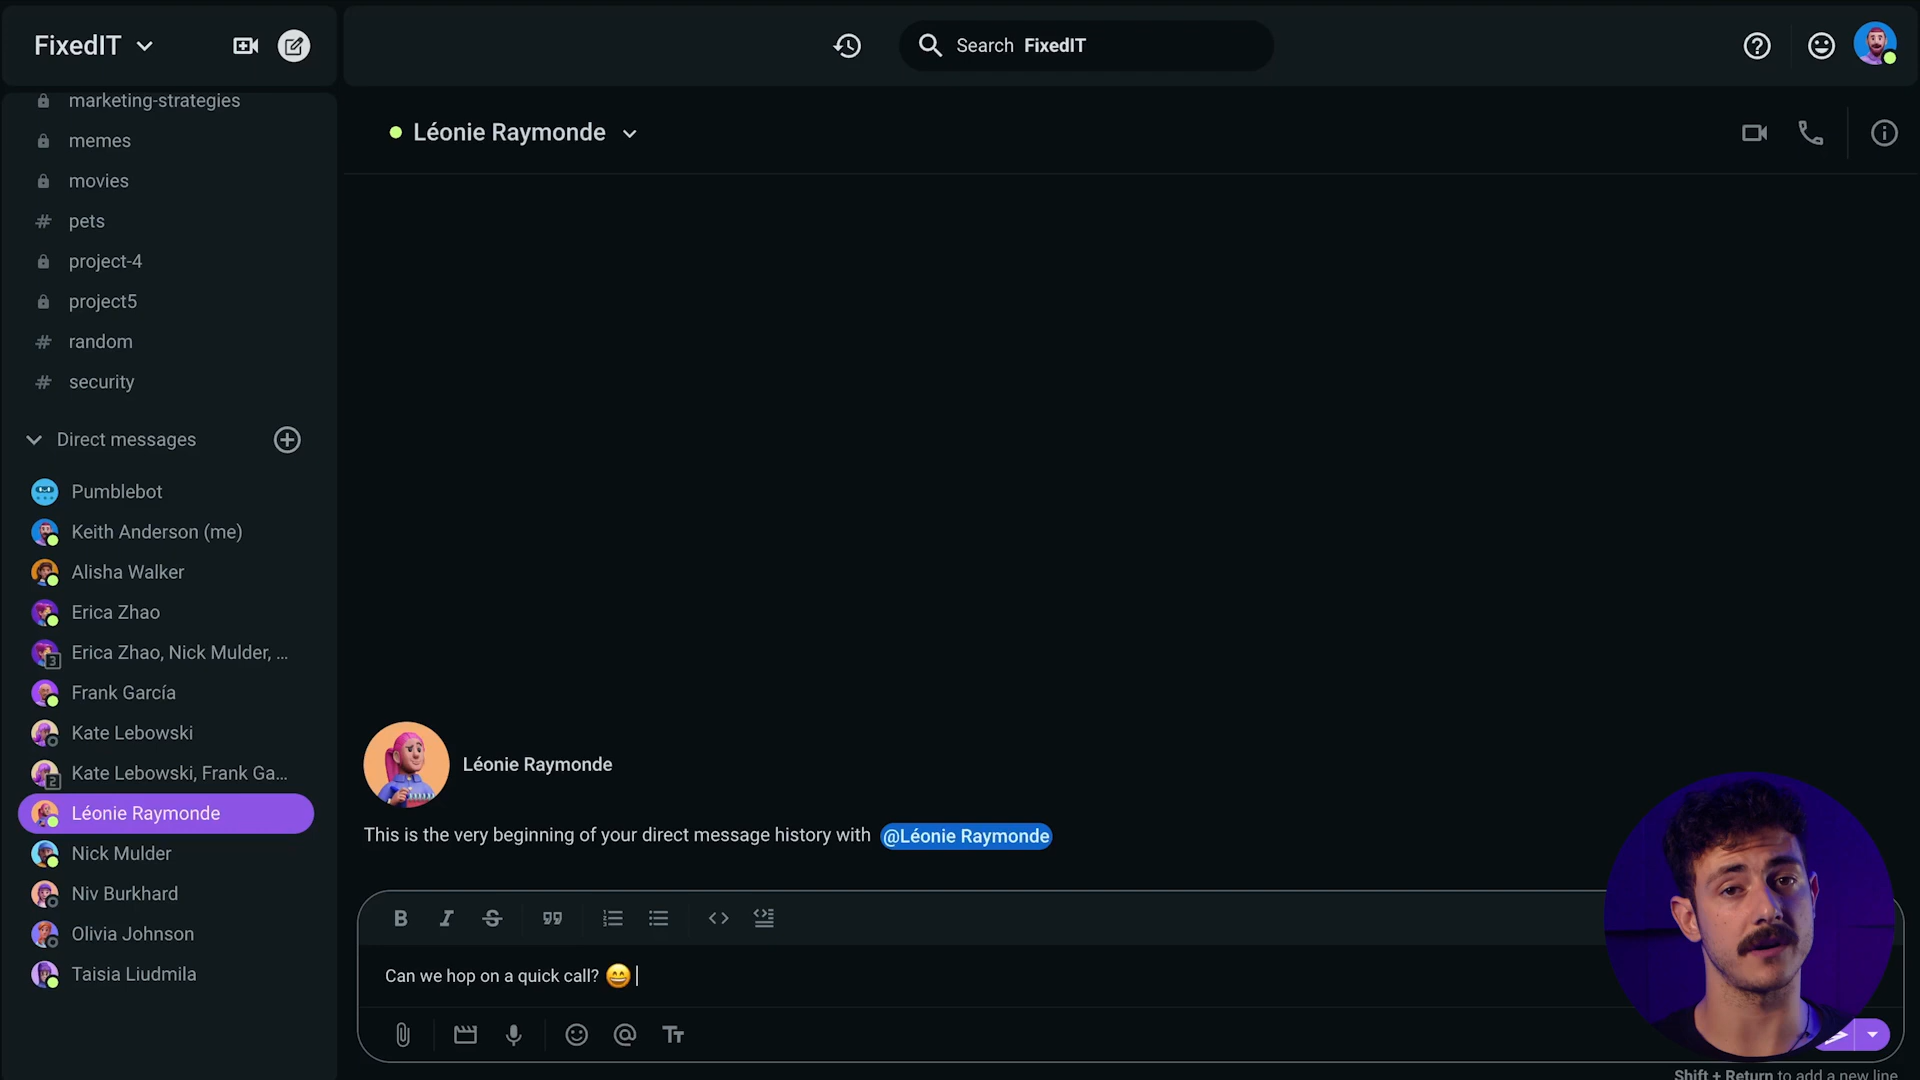 FixedIT
Search FixedIT
marketing-strategies
memes
movies
pets
project-4
project5
random
security
Direct messages
Pumblebot
Keith Anderson (me)
Alisha Walker
Erica Zhao
3
Erica Zhao, Nick Mulder, ...
Frank García
Kate Lebowski
2
Kate Lebowski, Frank Ga...
Léonie Raymonde
Nick Mulder
Niv Burkhard
Olivia Johnson
Taisia Liudmila
Léonie Raymonde
Léonie Raymonde
This is the very beginning of your direct message history with @Léonie Raymonde
Can we hop on a quick call? 😄
Shift + Return to add a new line